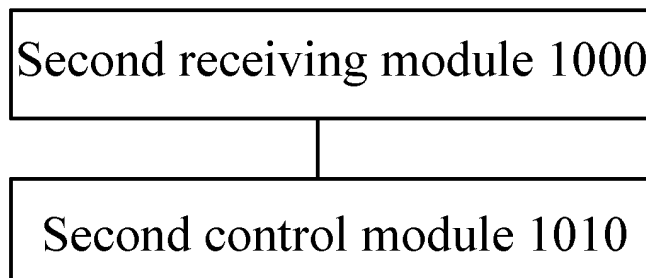 Second receiving module 1000
Second control module 1010